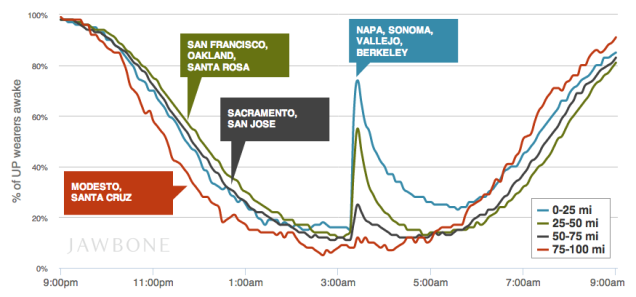 100%
80%
60%
40%
20%
0%
% of UP wearers awake
SAN FRANCISCO,
OAKLAND,
SANTA ROSA
NAPA, SONOMA,
VALLEJO,
BERKELEY
SACRAMENTO,
SAN JOSE
MODESTO,
SANTA CRUZ
JAWBONE
0-25 mi
25-50 mi
50-75 mi
75-100 mi
9:00pm
11:00pm
1:00am
3:00am
5:00am
7:00am
9:00am